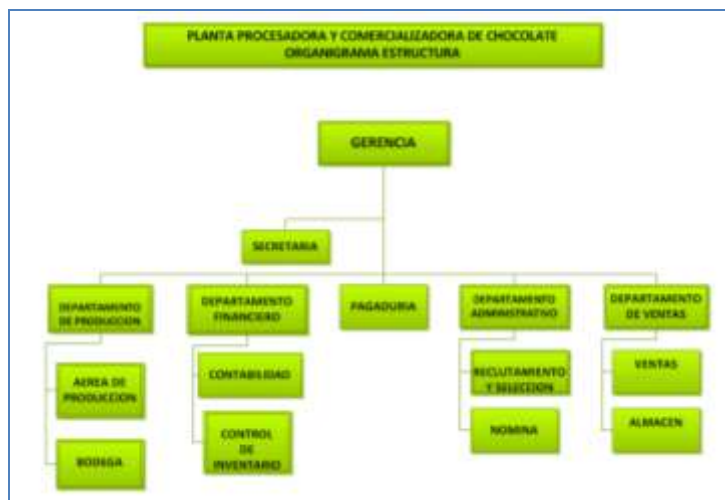 PLANTA PROCESADORA Y COMERCIALIZADORA DE CHOCOLATE
ORGANIGRAMA ESTRUCTURA
GERENCIA
SECRETARIA
DEPARTAMENTO
DE PRODUCCION
DEPARTAMENTO
FINANCIERO
PAGADURIA
DEPARTAMENTO
ADMINISTRATIVO
DEPARTAMENTO
DE VENTAS
AEREA DE
PRODUCCION
CONTABILIDAD
RECLUTAMIENTO
Y SELECCION
VENTAS
BODEGA
CONTROL
DE
INVENTARIO
NOMINA
ALMACEN